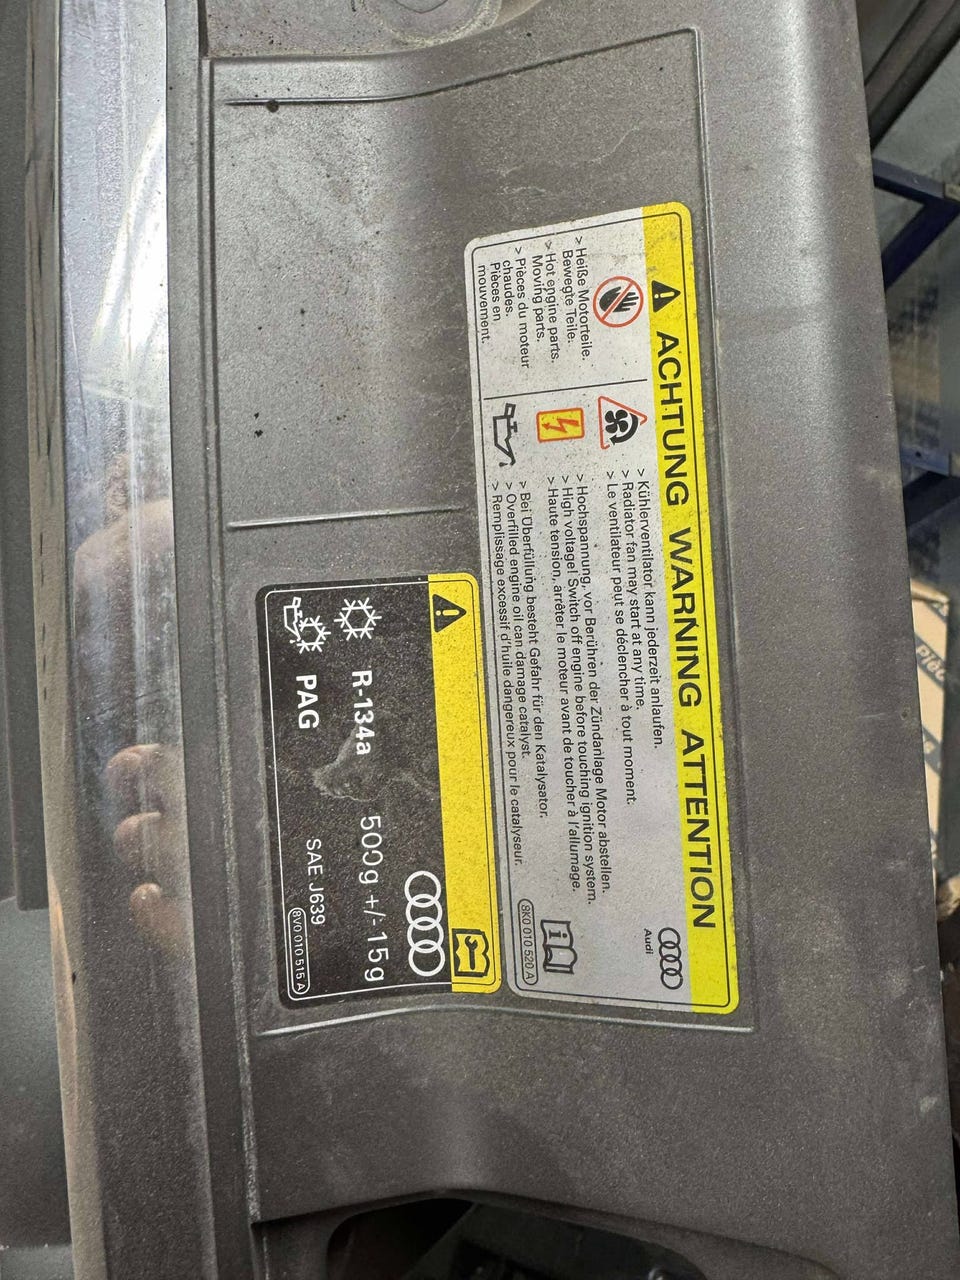 ACHTUNG WARNING ATTENTION
> Heiße Motorteile.
Bewegte Teile.
> Hot engine parts.
Moving parts.
> Pièces du moteur
chaudes.
Pièces en
mouvement.
> Kühlerventilator kann jederzeit anlaufen.
> Radiator fan may start at any time.
> Le ventilateur peut se déclencher à tout moment.
> Hochspannung, vor Berühren der Zündanlage Motor abstellen.
> High voltage! Switch off engine before touching ignition system.
> Haute tension, arrêter le moteur avant de toucher à l'allumage.
> Bei Überfüllung besteht Gefahr für den Katalysator.
> Overfilled engine oil can damage catalyst.
> Remplissage excessif d'huile dangereux pour le catalyseur.
Audi
8K0 010 520 A
R-134a 500g +/- 15g
PAG SAE J639
8V0 010 515 A